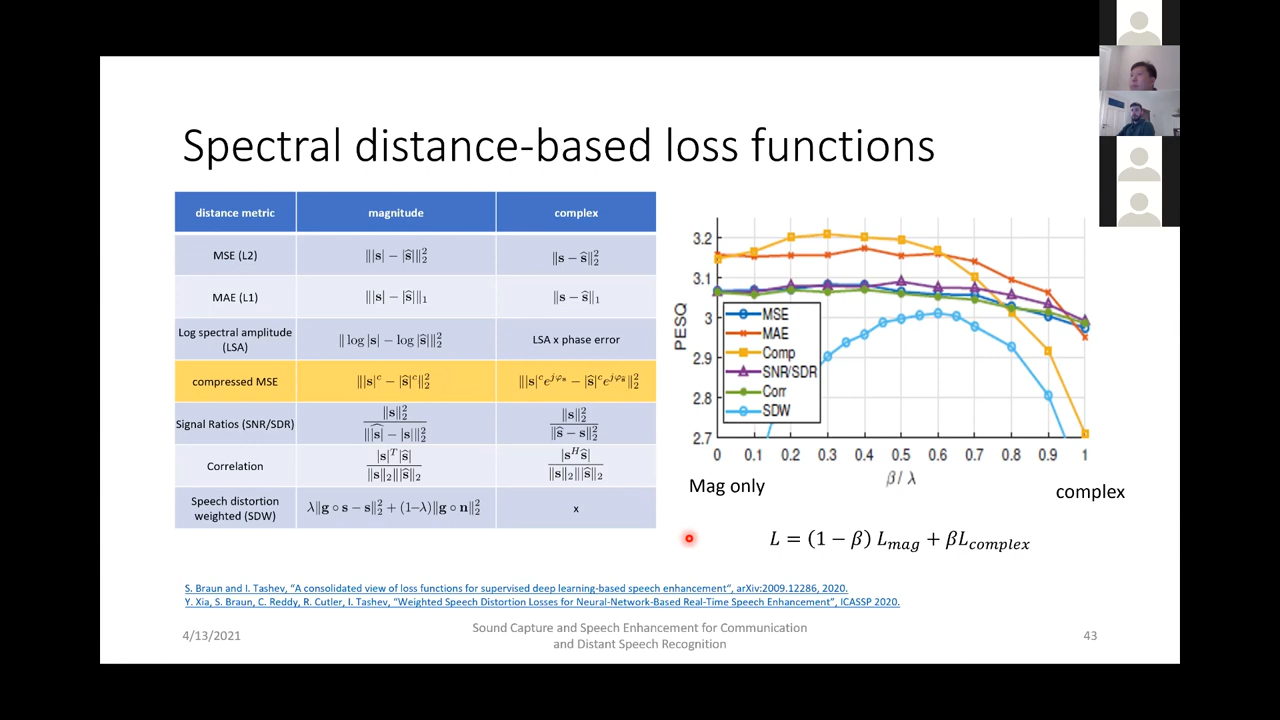 Spectral distance-based loss functions
distance metric magnitude complex
MSE (L2) ‖|s| − |ŝ|‖₂² ‖s − ŝ‖₂²
MAE (L1) ‖|s| − |ŝ|‖₁ ‖s − ŝ‖₁
Log spectral amplitude
(LSA) ‖log |s| − log |ŝ|‖₂² LSA x phase error
compressed MSE ‖|s|ᶜ − |ŝ|ᶜ‖₂² ‖|s|ᶜ e^{jφ_s} − |ŝ|ᶜ e^{jφ_ŝ}‖₂²
Signal Ratios (SNR/SDR) ‖s‖₂² / ‖|ŝ| − |s|‖₂² ‖s‖₂² / ‖ŝ − s‖₂²
Correlation |s|ᵀ|ŝ| / ‖s‖₂‖ŝ‖₂ |sᴴŝ| / ‖s‖₂‖ŝ‖₂
Speech distortion
weighted (SDW) λ‖g ∘ s − s‖₂² + (1−λ)‖g ∘ n‖₂² x
PESQ
3.2
3.1
3
2.9
2.8
2.7
MSE
MAE
Comp
SNR/SDR
Corr
SDW
0 0.1 0.2 0.3 0.4 0.5 0.6 0.7 0.8 0.9 1
β/ λ
Mag only complex
L = (1 − β) L_mag + βL_complex
S. Braun and I. Tashev, "A consolidated view of loss functions for supervised deep learning-based speech enhancement", arXiv:2009.12286, 2020.
Y. Xia, S. Braun, C. Reddy, R. Cutler, I. Tashev, "Weighted Speech Distortion Losses for Neural-Network-Based Real-Time Speech Enhancement", ICASSP 2020.
4/13/2021
Sound Capture and Speech Enhancement for Communication
and Distant Speech Recognition
43